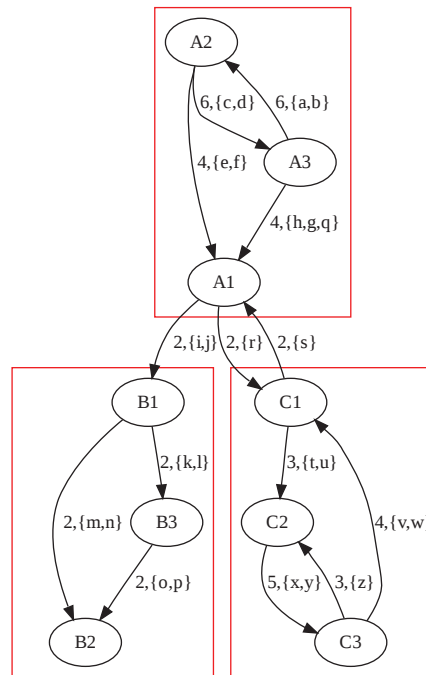 A2
6,{c,d} 6,{a,b}
4,{e,f} A3
4,{h,g,q}
A1
2,{i,j} 2,{r} 2,{s}
B1 C1
2,{k,l} 3,{t,u}
2,{m,n} B3 C2 4,{v,w}
2,{o,p} 5,{x,y} 3,{z}
B2 C3